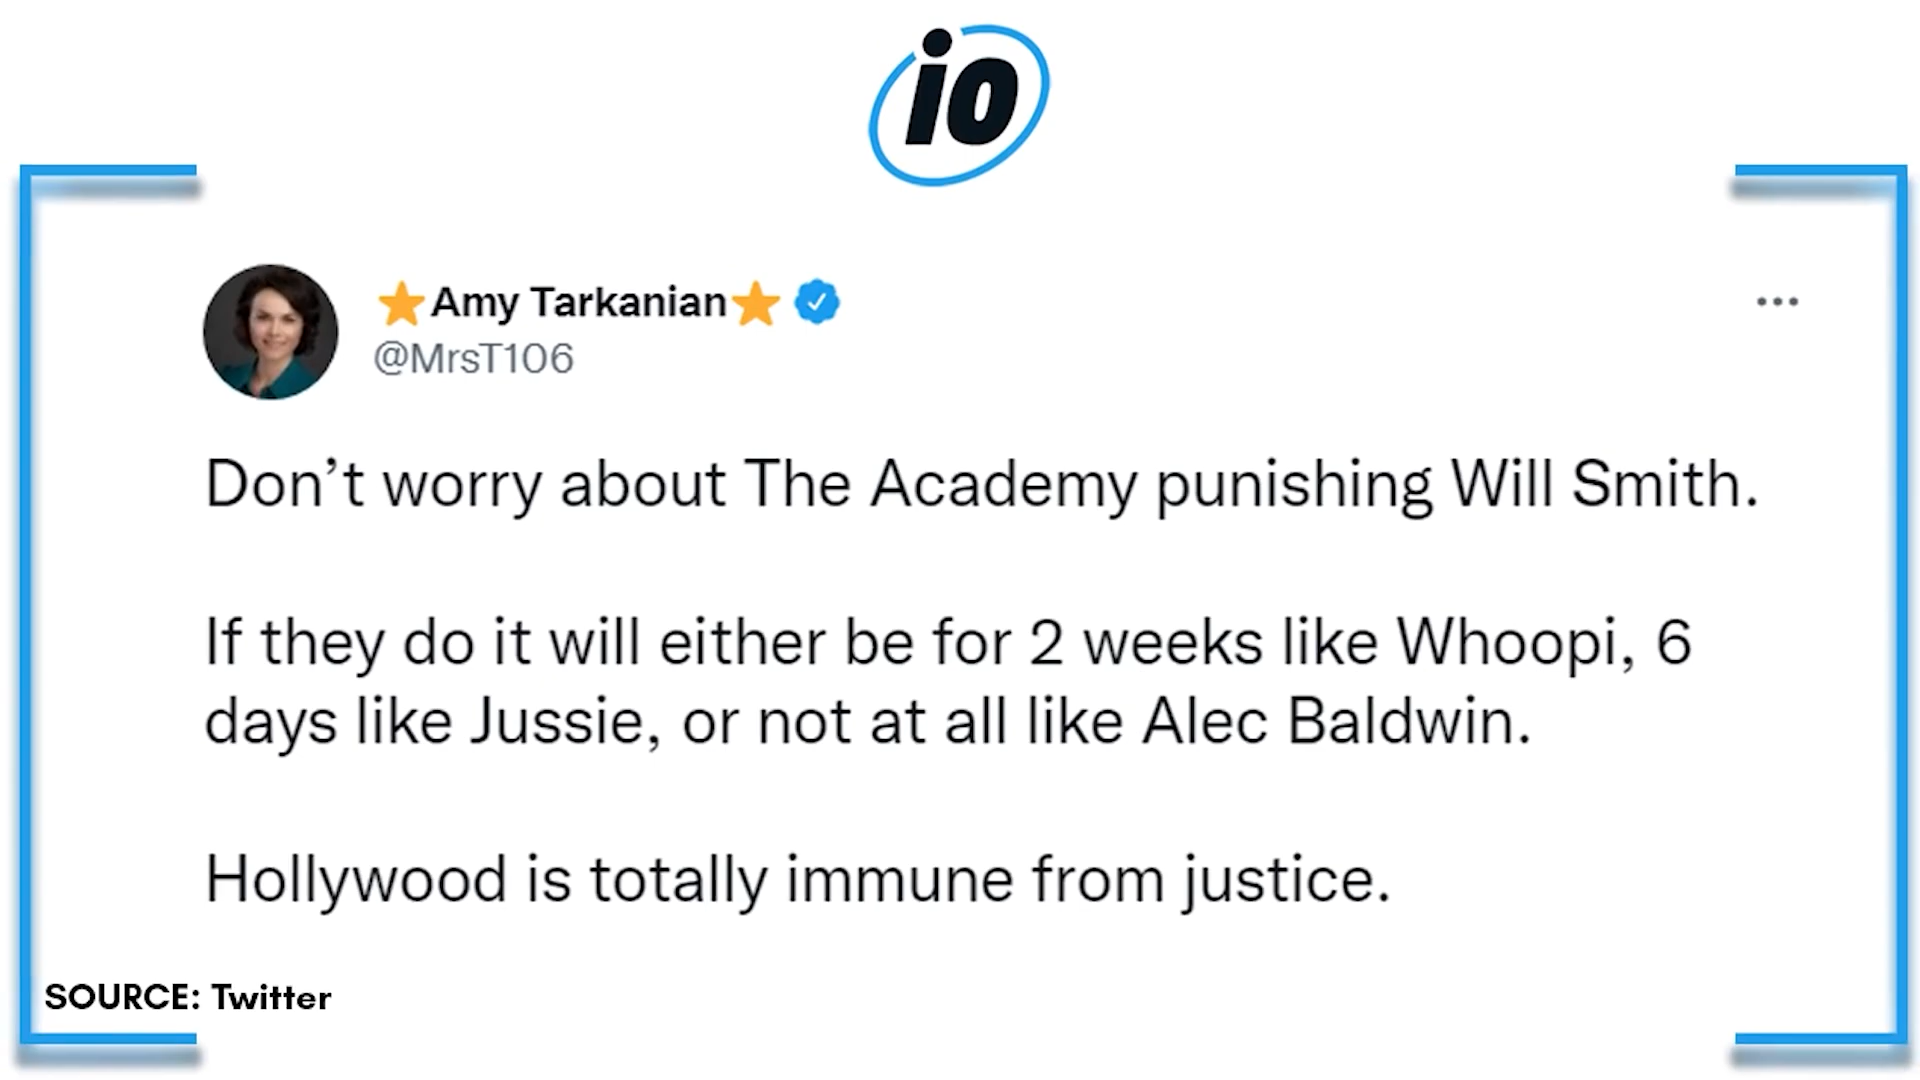 io
⭐Amy Tarkanian⭐
@MrsT106
Don’t worry about The Academy punishing Will Smith.
If they do it will either be for 2 weeks like Whoopi, 6
days like Jussie, or not at all like Alec Baldwin.
Hollywood is totally immune from justice.
SOURCE: Twitter